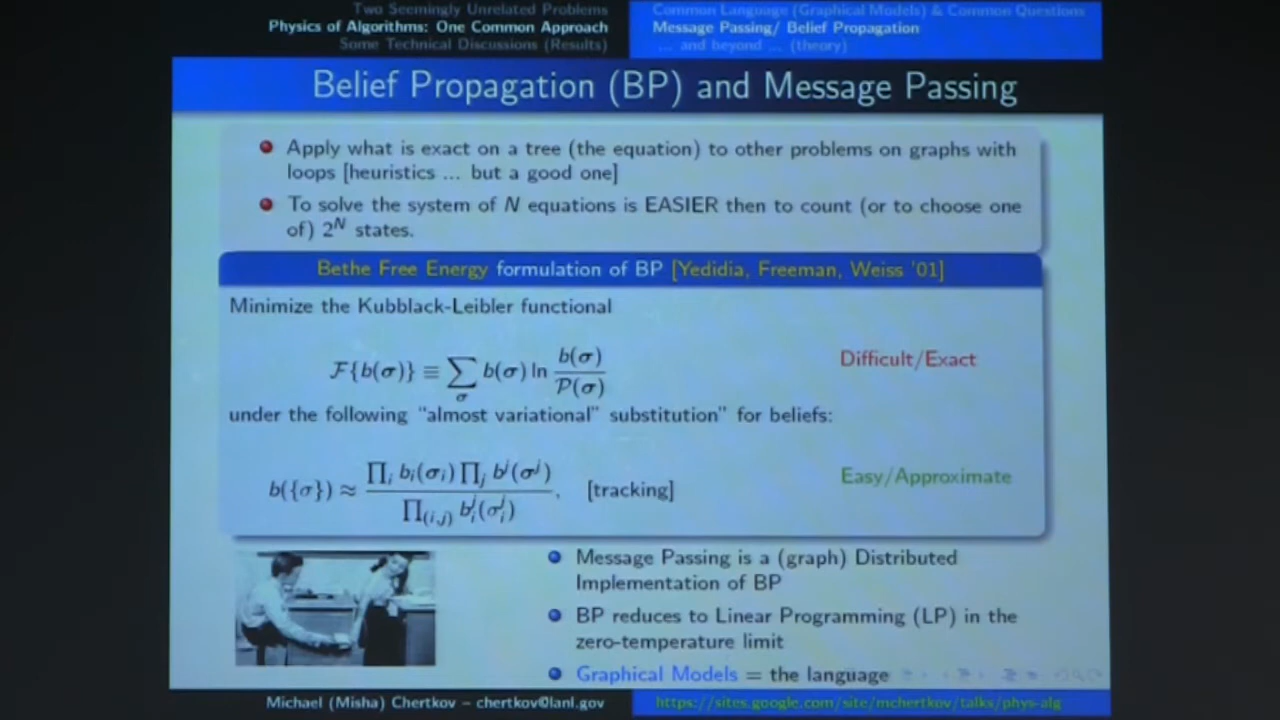 Two Seemingly Unrelated Problems
Physics of Algorithms: One Common Approach
Some Technical Discussions (Results)
Common Language (Graphical Models) & Common Questions
Message Passing/ Belief Propagation
... and beyond ... (theory)
Belief Propagation (BP) and Message Passing
Apply what is exact on a tree (the equation) to other problems on graphs with
loops [heuristics ... but a good one]
To solve the system of N equations is EASIER then to count (or to choose one
of) 2^N states.
Bethe Free Energy formulation of BP [Yedidia, Freeman, Weiss '01]
Minimize the Kubblack-Leibler functional
F{b(σ)} ≡ ∑_σ b(σ) ln b(σ)/P(σ) Difficult/Exact
under the following "almost variational" substitution" for beliefs:
b({σ}) ≈ ∏_i b_i(σ_i) ∏_j b^j(σ^j) / ∏_(i,j) b_i^j(σ_i^j) , [tracking] Easy/Approximate
Message Passing is a (graph) Distributed
Implementation of BP
BP reduces to Linear Programming (LP) in the
zero-temperature limit
Graphical Models = the language
Michael (Misha) Chertkov – chertkov@lanl.gov
https://sites.google.com/site/mchertkov/talks/phys-alg